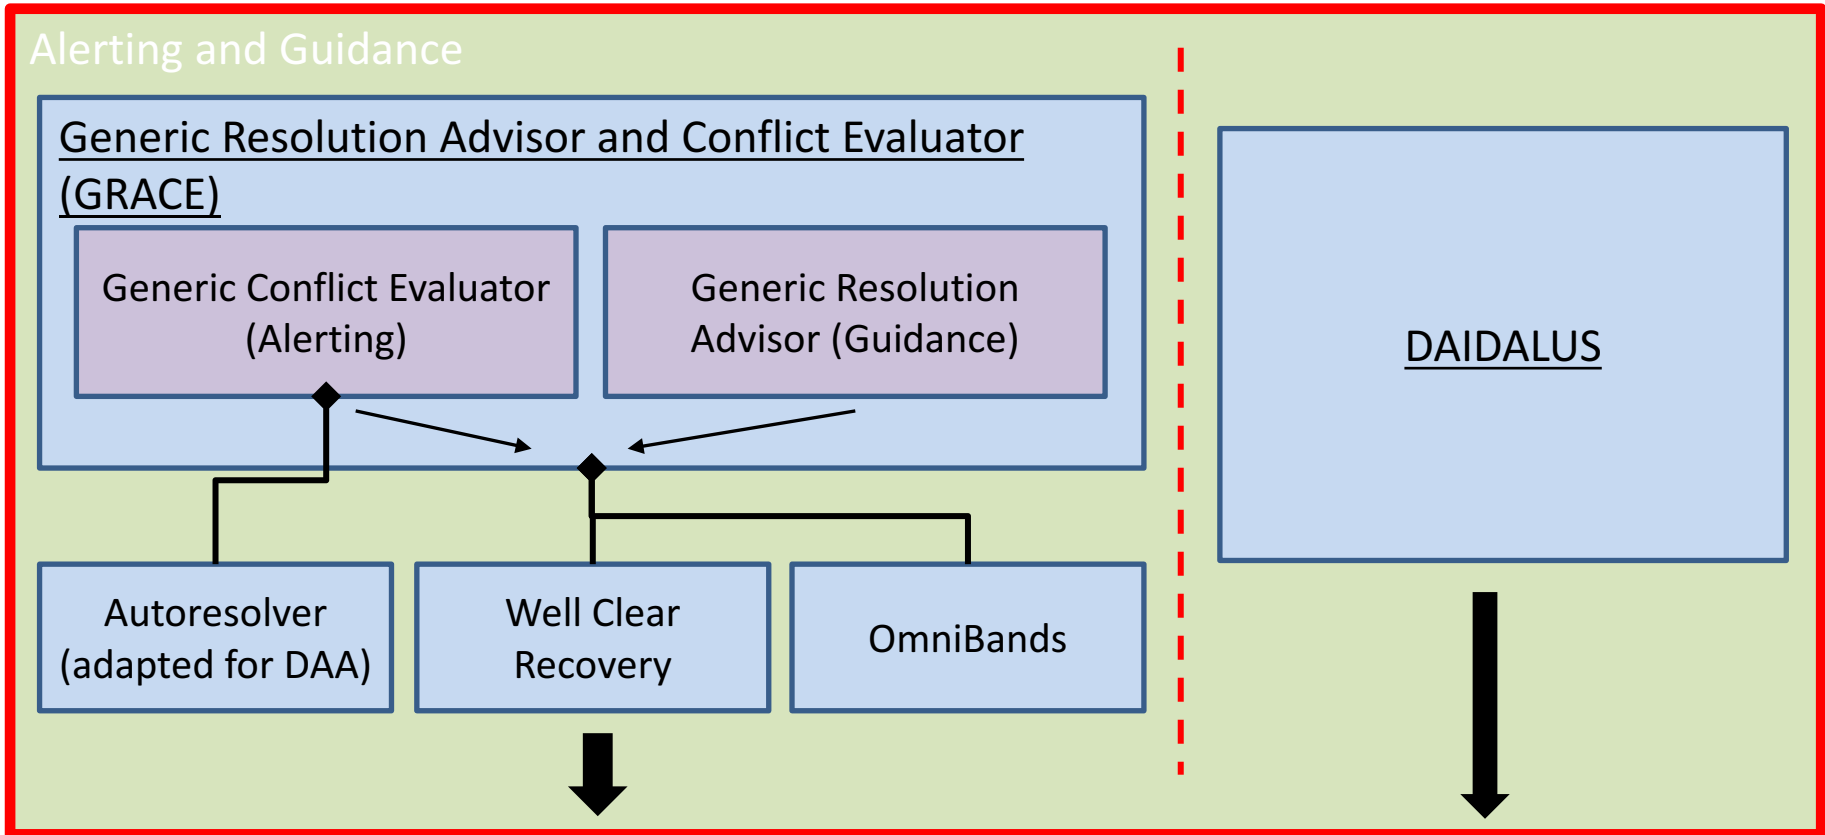 Alerting and Guidance
Generic Resolution Advisor and Conflict Evaluator
(GRACE)
Generic Conflict Evaluator
(Alerting)
Generic Resolution
Advisor (Guidance)
DAIDALUS
Autoresolver
(adapted for DAA)
Well Clear
Recovery
OmniBands